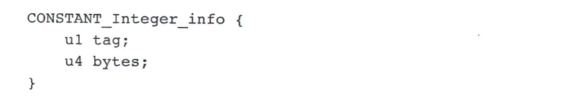 CONSTANT_Integer_info {
    u1 tag;
    u4 bytes;
}